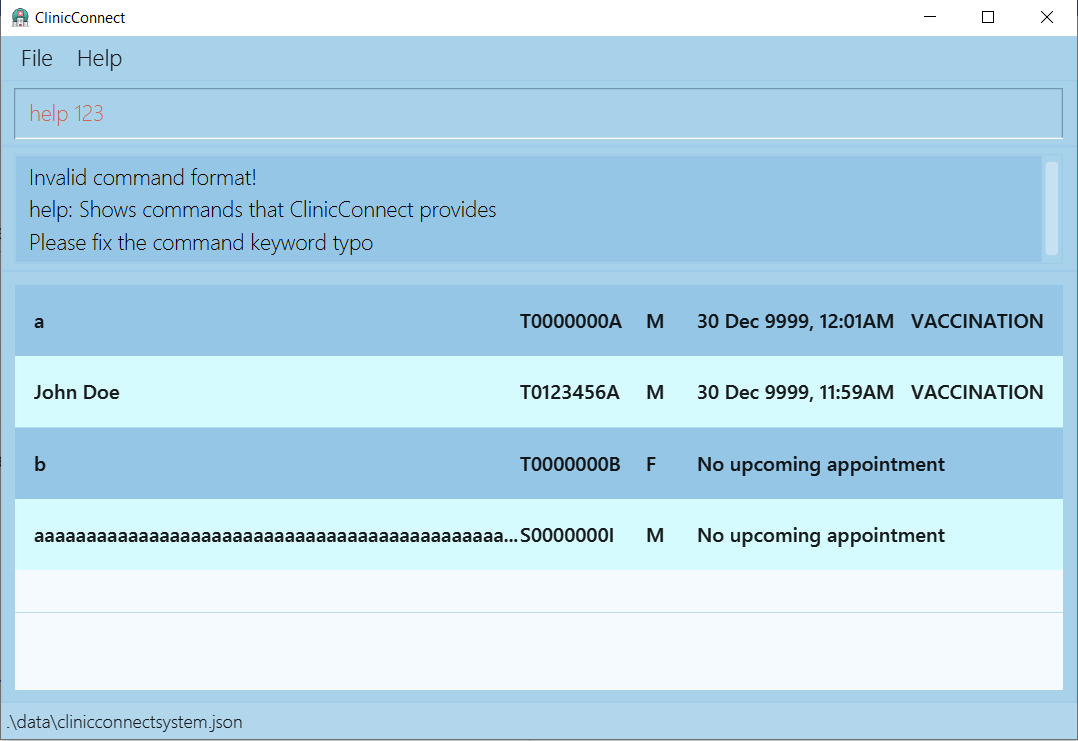 ClinicConnect
File Help
help 123
Invalid command format!
help: Shows commands that ClinicConnect provides
Please fix the command keyword typo
a T0000000A M 30 Dec 9999, 12:01AM VACCINATION
John Doe T0123456A M 30 Dec 9999, 11:59AM VACCINATION
b T0000000B F No upcoming appointment
aaaaaaaaaaaaaaaaaaaaaaaaaaaaaaaaaaaaaaaaaaaaa... S0000000I M No upcoming appointment
.\data\clinicconnectsystem.json